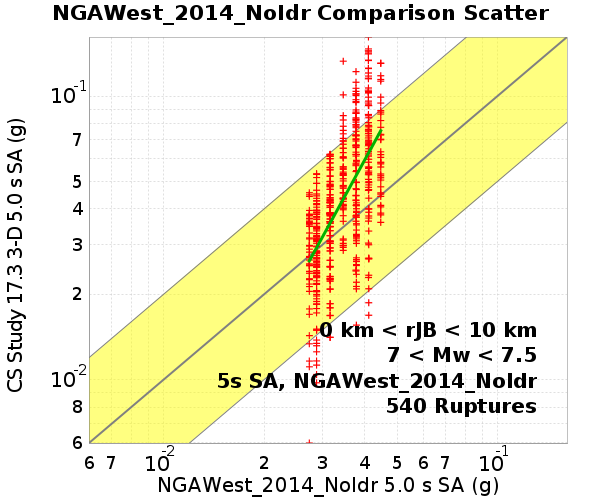 NGAWest_2014_NoIdr Comparison Scatter
CS Study 17.3 3-D 5.0 s SA (g)
10⁻¹
7
5
4
3
2
10⁻²
8
6
0 km < rJB < 10 km
7 < Mw < 7.5
5s SA, NGAWest_2014_NoIdr
540 Ruptures
6 7 10⁻² 2 3 4 5 6 7 10⁻¹
NGAWest_2014_NoIdr 5.0 s SA (g)